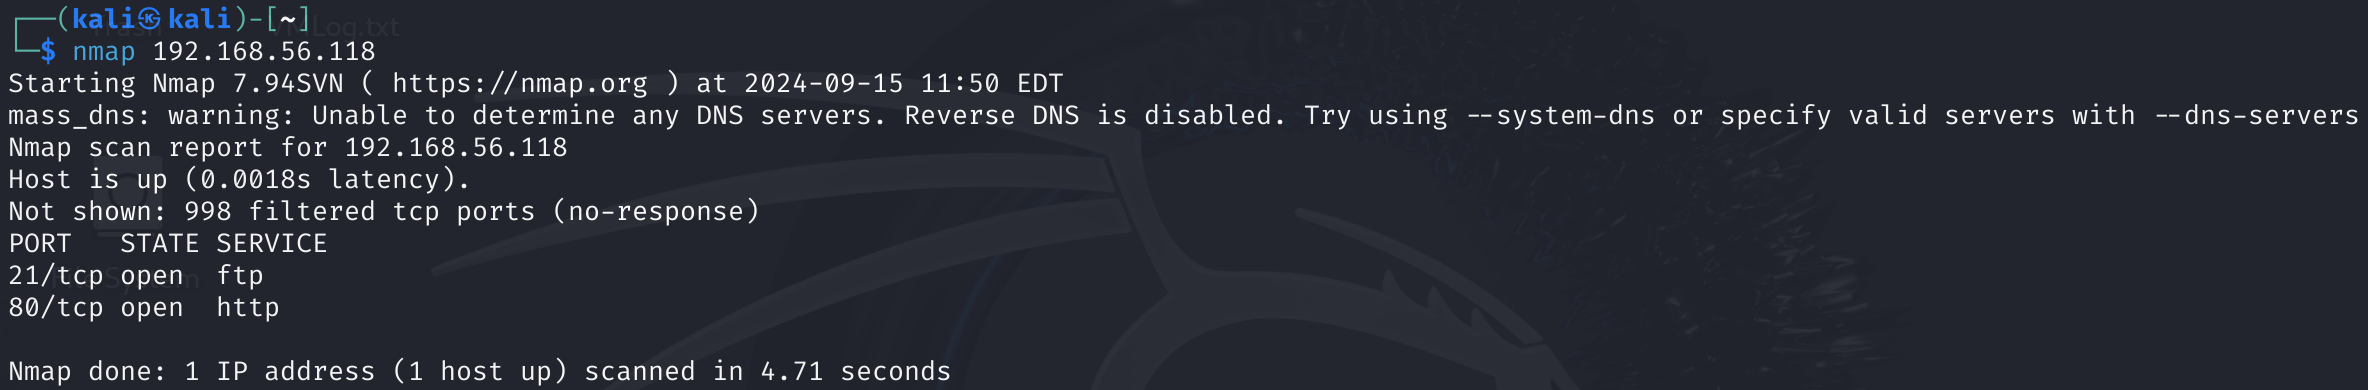 (kali㉿kali)-[~]
$ nmap 192.168.56.118
Starting Nmap 7.94SVN ( https://nmap.org ) at 2024-09-15 11:50 EDT
mass_dns: warning: Unable to determine any DNS servers. Reverse DNS is disabled. Try using --system-dns or specify valid servers with --dns-servers
Nmap scan report for 192.168.56.118
Host is up (0.0018s latency).
Not shown: 998 filtered tcp ports (no-response)
PORT   STATE SERVICE
21/tcp open  ftp
80/tcp open  http
Nmap done: 1 IP address (1 host up) scanned in 4.71 seconds